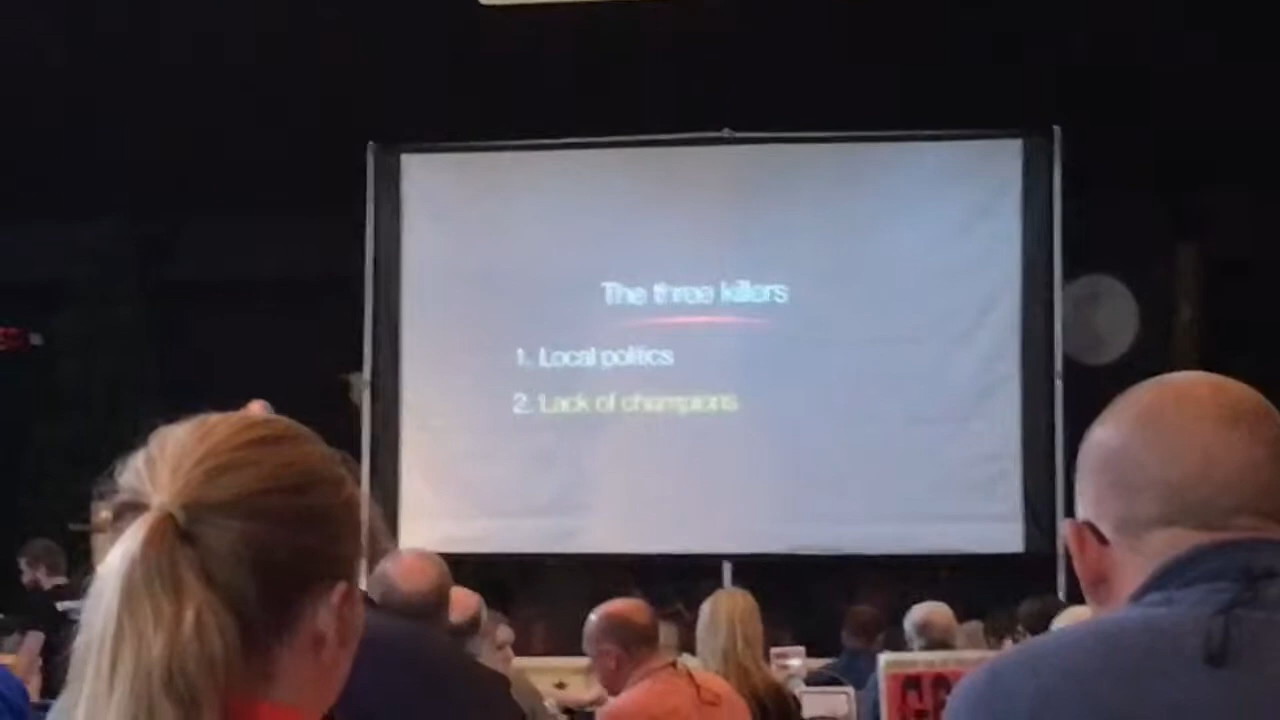 The three killers
1. Local politics
2. Lack of champions